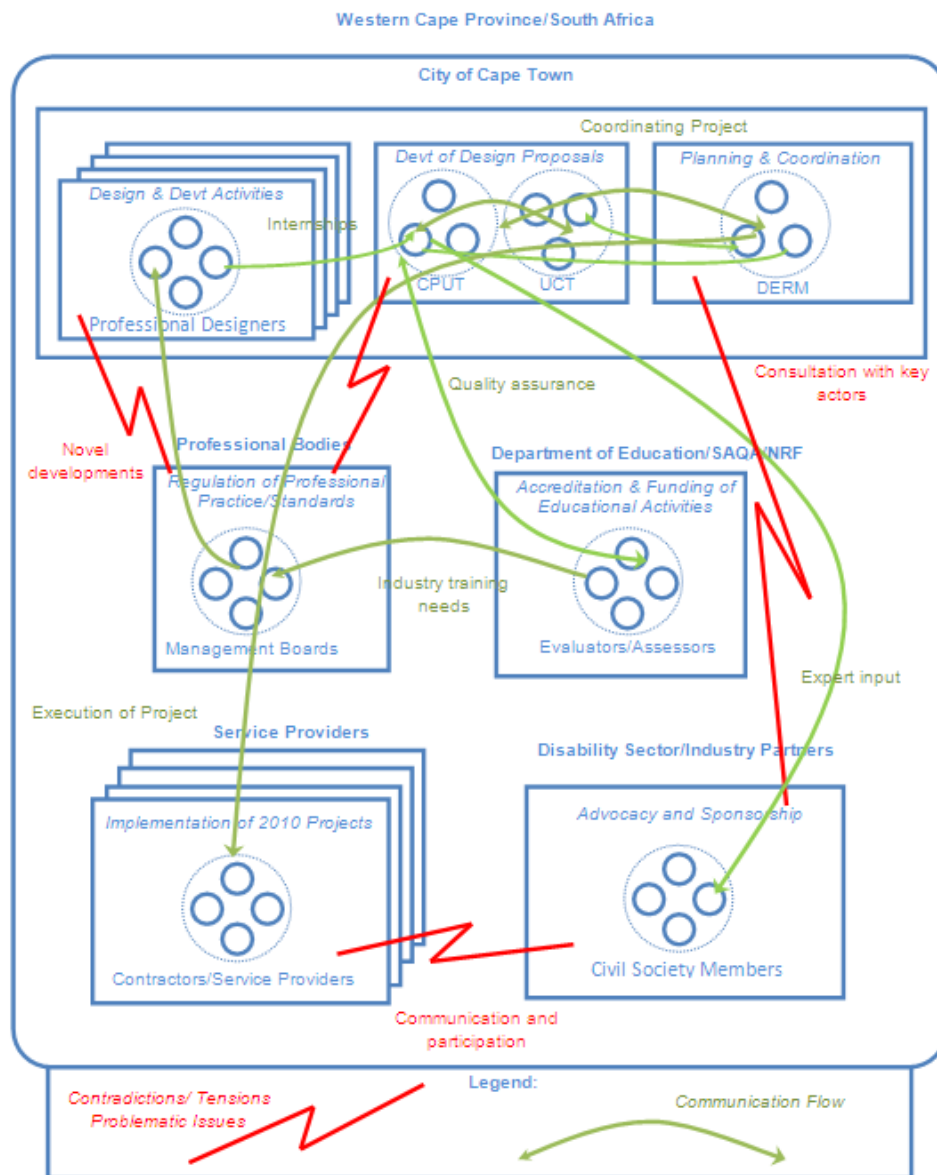 Western Cape Province/South Africa
City of Cape Town
Coordinating Project
Design & Devt Activities
Devt of Design Proposals
Planning & Coordination
Internships
CPUT
UCT
DERM
Professional Designers
Quality assurance
Consultation with key
actors
Novel
developments
Professional Bodies
Department of Education/SAQA/NRF
Regulation of Professional
Practice/Standards
Accreditation & Funding of
Educational Activities
Industry training
needs
Management Boards
Evaluators/Assessors
Expert input
Execution of Project
Service Providers
Disability Sector/Industry Partners
Implementation of 2010 Projects
Advocacy and Sponsorship
Contractors/Service Providers
Civil Society Members
Communication and
participation
Legend:
Contradictions/ Tensions
Problematic Issues
Communication Flow